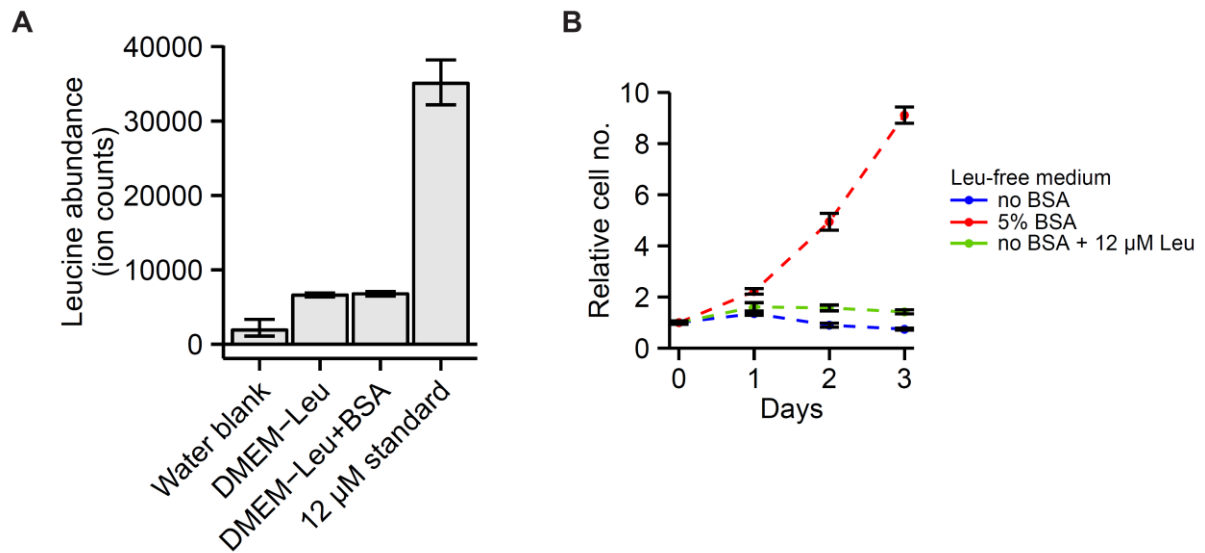 A
Leucine abundance
(ion counts)
40000
30000
20000
10000
0
Water blank
DMEM−Leu
DMEM−Leu+BSA
12 µM standard
B
Relative cell no.
10
8
6
4
2
0
0 1 2 3
Days
Leu-free medium
no BSA
5% BSA
no BSA + 12 µM Leu